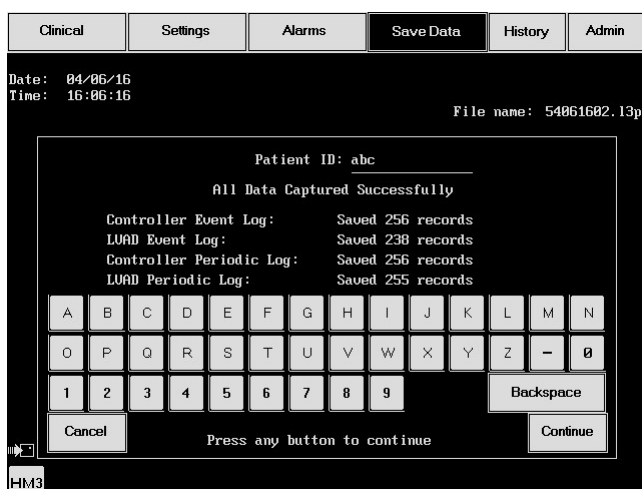 Clinical Settings Alarms Save Data History Admin
Date: 04/06/16
Time: 16:06:16
File name: 54061602.l3p
Patient ID: abc
All Data Captured Successfully
Controller Event Log: Saved 256 records
LVAD Event Log: Saved 238 records
Controller Periodic Log: Saved 256 records
LVAD Periodic Log: Saved 255 records
A B C D E F G H I J K L M N
O P Q R S T U V W X Y Z - 0
1 2 3 4 5 6 7 8 9 Backspace
Cancel Press any button to continue Continue
HM3